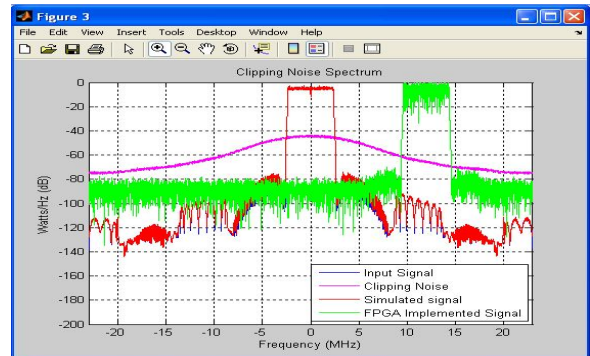 Figure 3
File Edit View Insert Tools Desktop Window Help
Clipping Noise Spectrum
0
-20
-40
-60
-80
-100
-120
-140
-160
-180
-200
Watts/Hz (dB)
Input Signal
Clipping Noise
Simulated signal
FPGA Implemented Signal
-20 -15 -10 -5 0 5 10 15 20
Frequency (MHz)